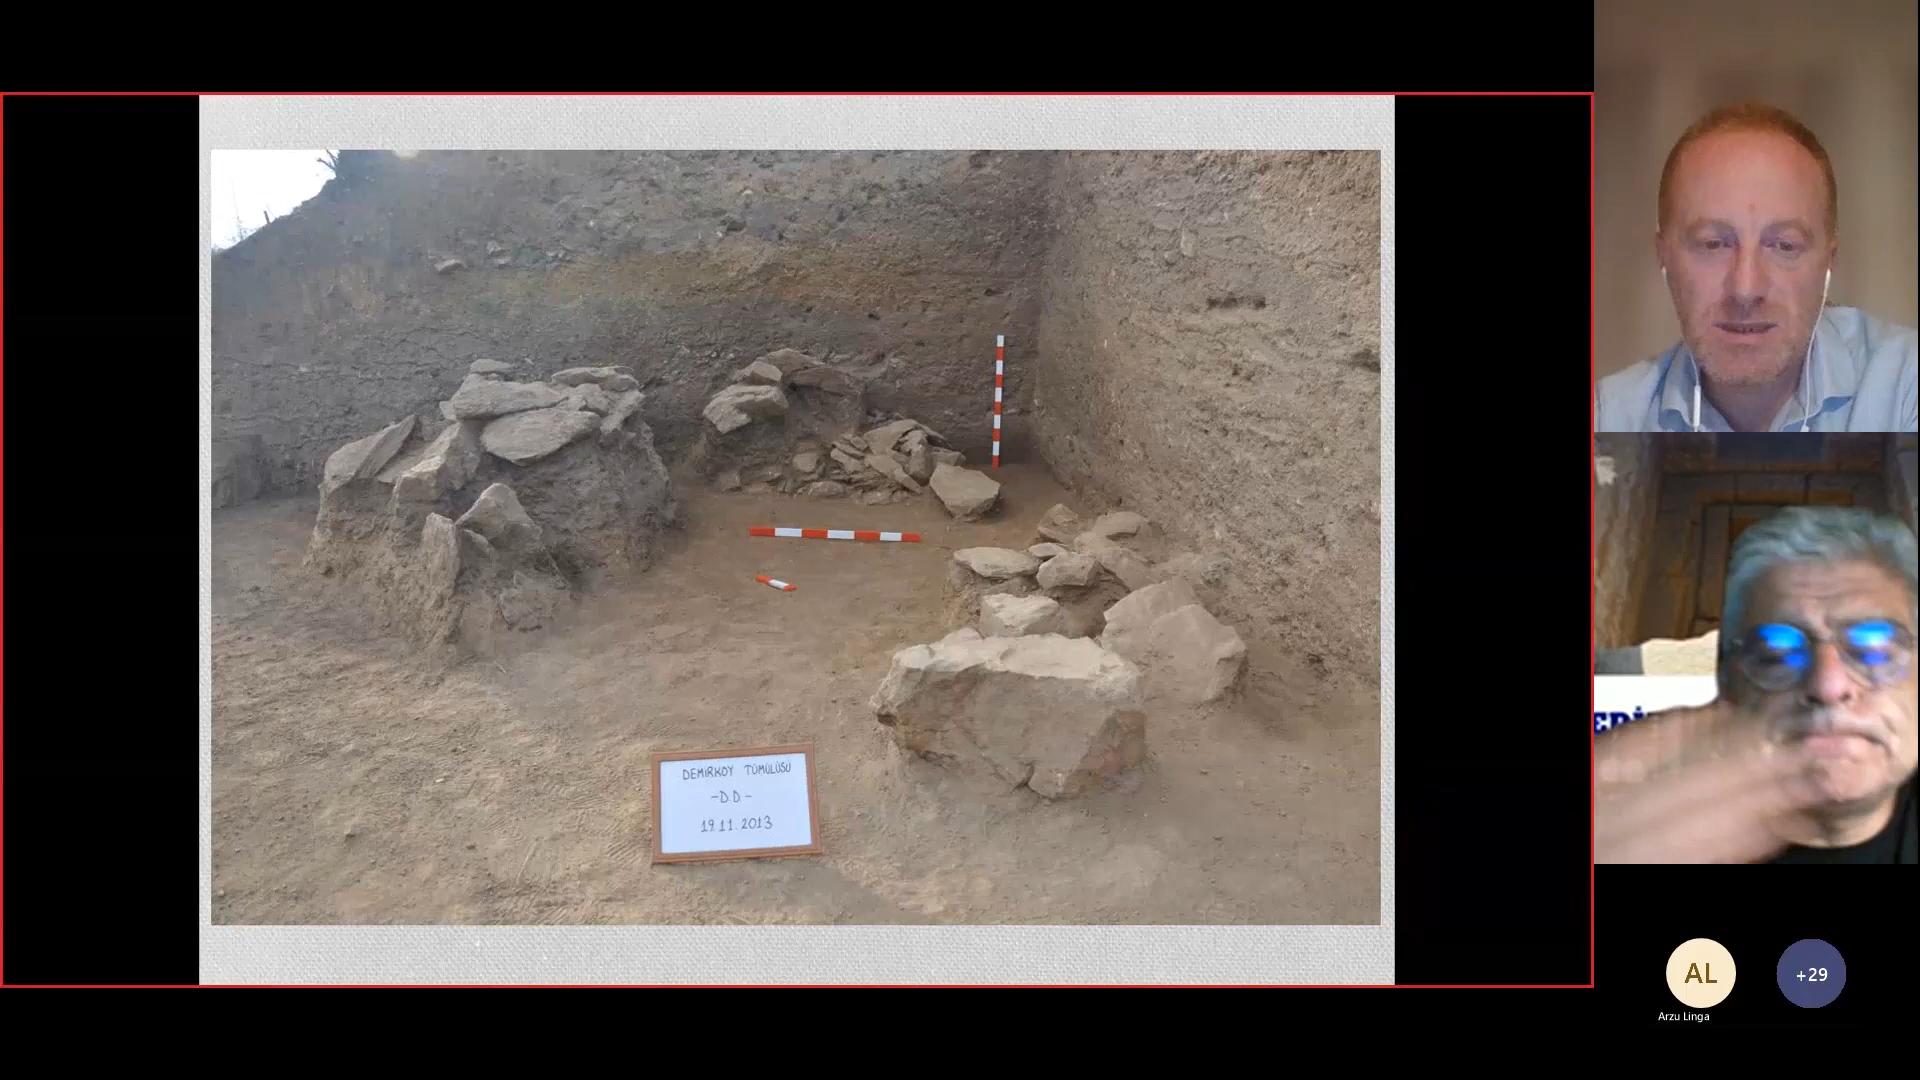 DEMİRKÖY TÜMÜLÜSÜ
-D.D.-
19.11.2013
AL
+29
Arzu Linga